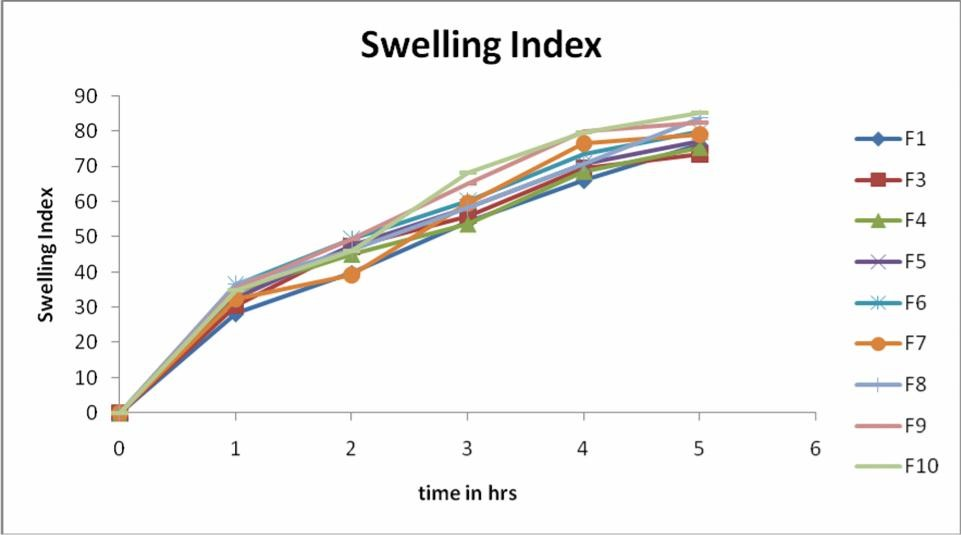 Swelling Index
90
80
70
60
50
40
30
20
10
0
Swelling Index
0 1 2 3 4 5 6
time in hrs
F1
F3
F4
F5
F6
F7
F8
F9
F10